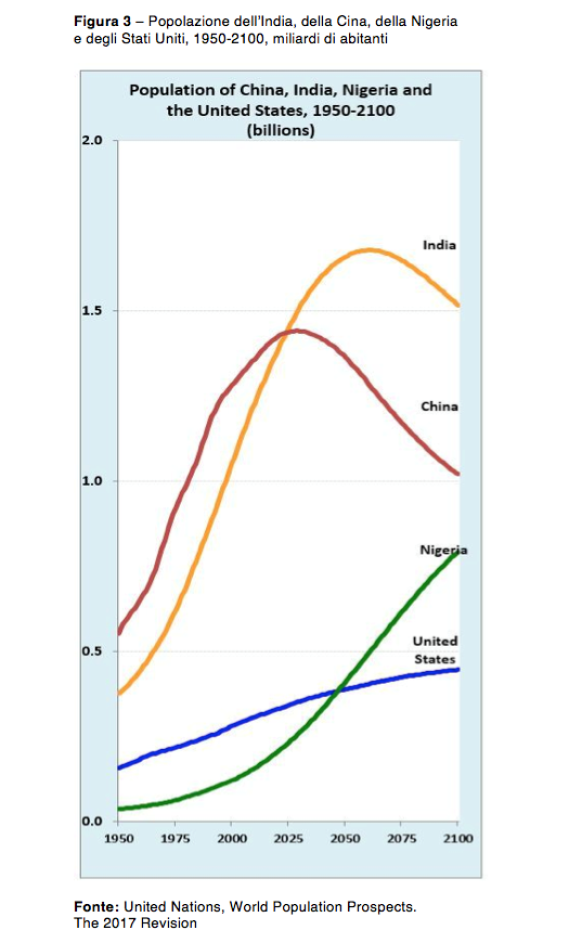 Figura 3 – Popolazione dell'India, della Cina, della Nigeria
e degli Stati Uniti, 1950-2100, miliardi di abitanti
Population of China, India, Nigeria and
the United States, 1950-2100
(billions)
2.0
India
1.5
China
1.0
Nigeria
United
States
0.5
0.0
1950 1975 2000 2025 2050 2075 2100
Fonte: United Nations, World Population Prospects.
The 2017 Revision